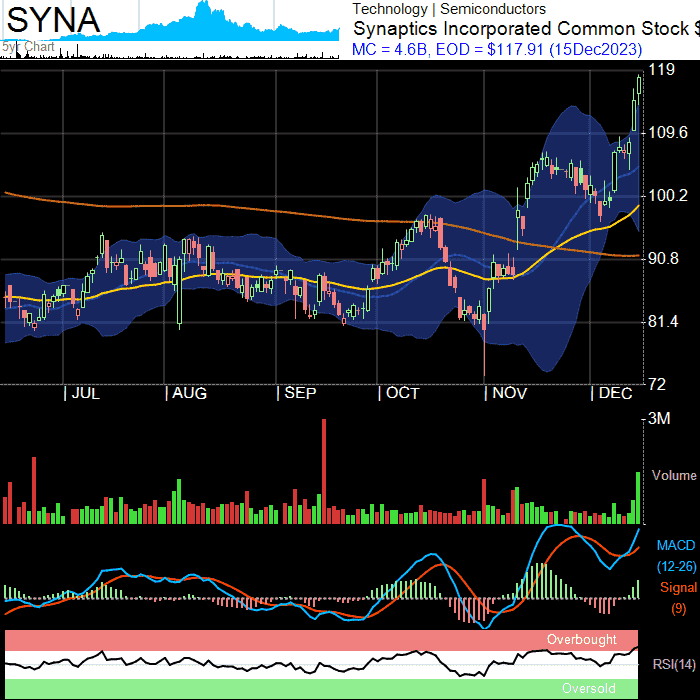 SYNA
5yr Chart
Technology | Semiconductors
Synaptics Incorporated Common Stock $
MC = 4.6B, EOD = $117.91 (15Dec2023)
119
109.6
100.2
90.8
81.4
72
| JUL | AUG | SEP | OCT | NOV | DEC
3M
Volume
MACD
(12-26)
Signal
(9)
Overbought
RSI(14)
Oversold